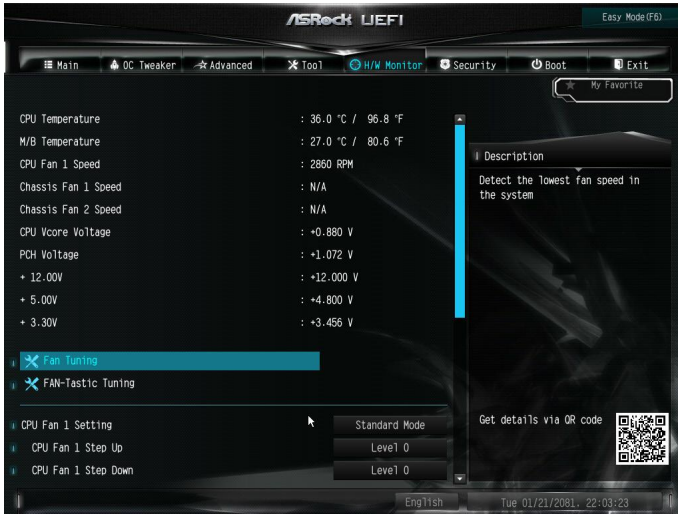 ASRock UEFI
Easy Mode(F6)
Main OC Tweaker Advanced Tool H/W Monitor Security Boot Exit
My Favorite
CPU Temperature : 36.0 °C / 96.8 °F
M/B Temperature : 27.0 °C / 80.6 °F
CPU Fan 1 Speed : 2860 RPM
Chassis Fan 1 Speed : N/A
Chassis Fan 2 Speed : N/A
CPU Vcore Voltage : +0.880 V
PCH Voltage : +1.072 V
+ 12.00V : +12.000 V
+ 5.00V : +4.800 V
+ 3.30V : +3.456 V
Fan Tuning
FAN-Tastic Tuning
CPU Fan 1 Setting Standard Mode
CPU Fan 1 Step Up Level 0
CPU Fan 1 Step Down Level 0
Description
Detect the lowest fan speed in
the system
Get details via QR code
English
Tue 01/21/2081. 22:03:23